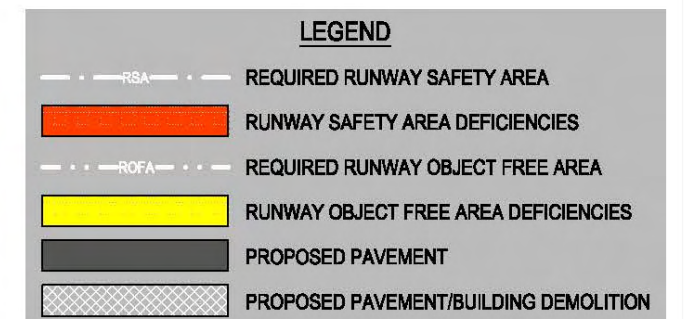 LEGEND
RSA REQUIRED RUNWAY SAFETY AREA
RUNWAY SAFETY AREA DEFICIENCIES
ROFA REQUIRED RUNWAY OBJECT FREE AREA
RUNWAY OBJECT FREE AREA DEFICIENCIES
PROPOSED PAVEMENT
PROPOSED PAVEMENT/BUILDING DEMOLITION